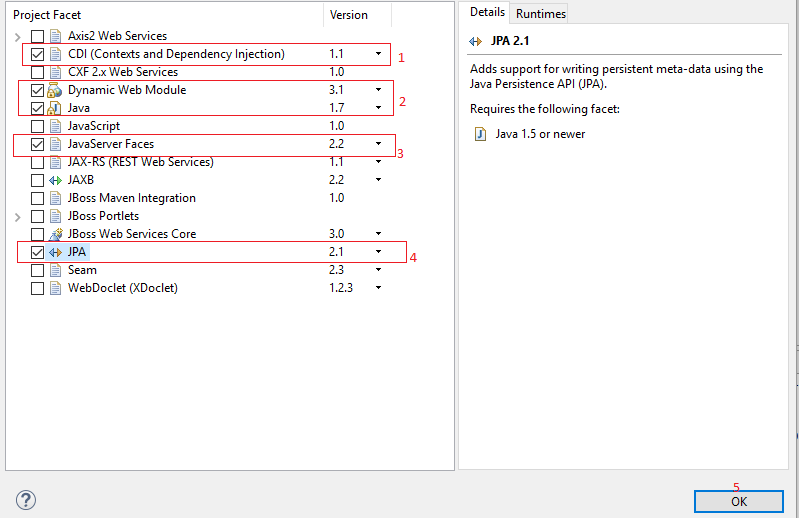 Project Facet Version
Axis2 Web Services
CDI (Contexts and Dependency Injection) 1.1 1
CXF 2.x Web Services 1.0
Dynamic Web Module 3.1
2
Java 1.7
JavaScript 1.0
JavaServer Faces 2.2
3
JAX-RS (REST Web Services) 1.1
JAXB 2.2
JBoss Maven Integration 1.0
JBoss Portlets
JBoss Web Services Core 3.0
JPA 2.1 4
Seam 2.3
WebDoclet (XDoclet) 1.2.3
Details Runtimes
JPA 2.1
Adds support for writing persistent meta-data using the
Java Persistence API (JPA).
Requires the following facet:
J Java 1.5 or newer
5
? OK